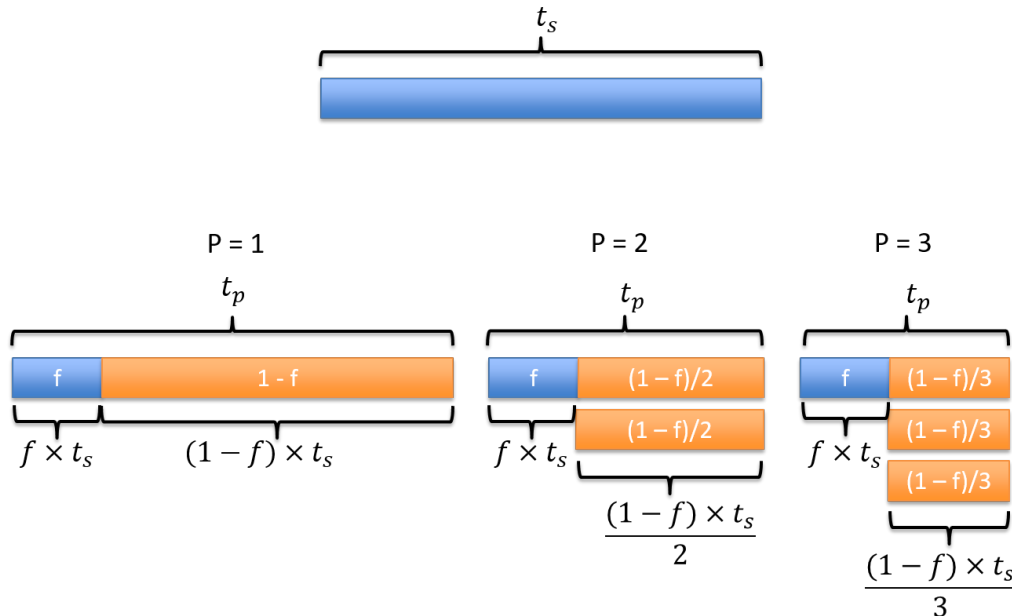 t_s
P = 1
P = 2
P = 3
t_p
t_p
t_p
f
1 - f
f
(1 – f)/2
f
(1 – f)/3
(1 – f)/2
(1 – f)/3
f × t_s
(1 − f) × t_s
f × t_s
f × t_s
(1 – f)/3
(1 − f) × t_s
2
(1 − f) × t_s
3